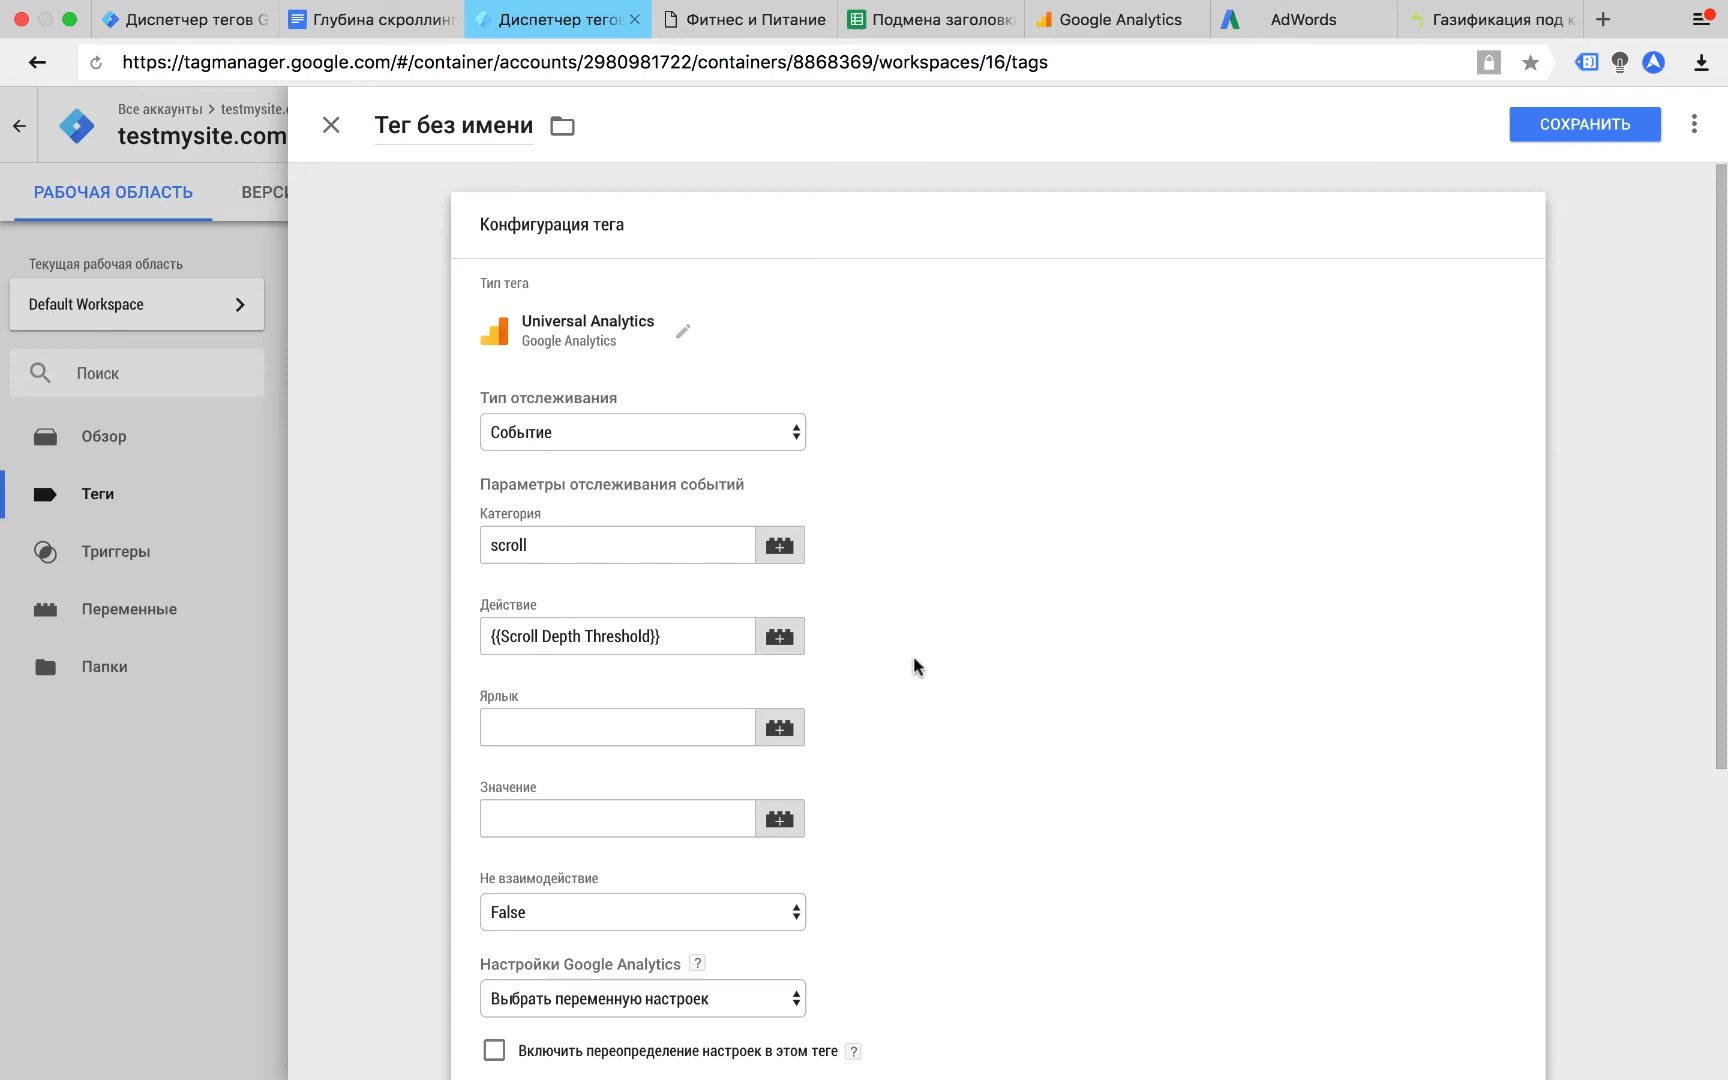 Диспетчер тегов G
Глубина скроллинг
Диспетчер тегов
Фитнес и Питание
Подмена заголовк
Google Analytics
AdWords
Газификация под к
https://tagmanager.google.com/#/container/accounts/2980981722/containers/8868369/workspaces/16/tags
Все аккаунты > testmysite.
testmysite.com
Тег без имени
СОХРАНИТЬ
РАБОЧАЯ ОБЛАСТЬ
ВЕРСИ
Текущая рабочая область
Default Workspace
Поиск
Обзор
Теги
Триггеры
Переменные
Папки
Конфигурация тега
Тип тега
Universal Analytics
Google Analytics
Тип отслеживания
Событие
Параметры отслеживания событий
Категория
scroll
Действие
{{Scroll Depth Threshold}}
Ярлык
Значение
Не взаимодействие
False
Настройки Google Analytics ?
Выбрать переменную настроек
Включить переопределение настроек в этом теге ?